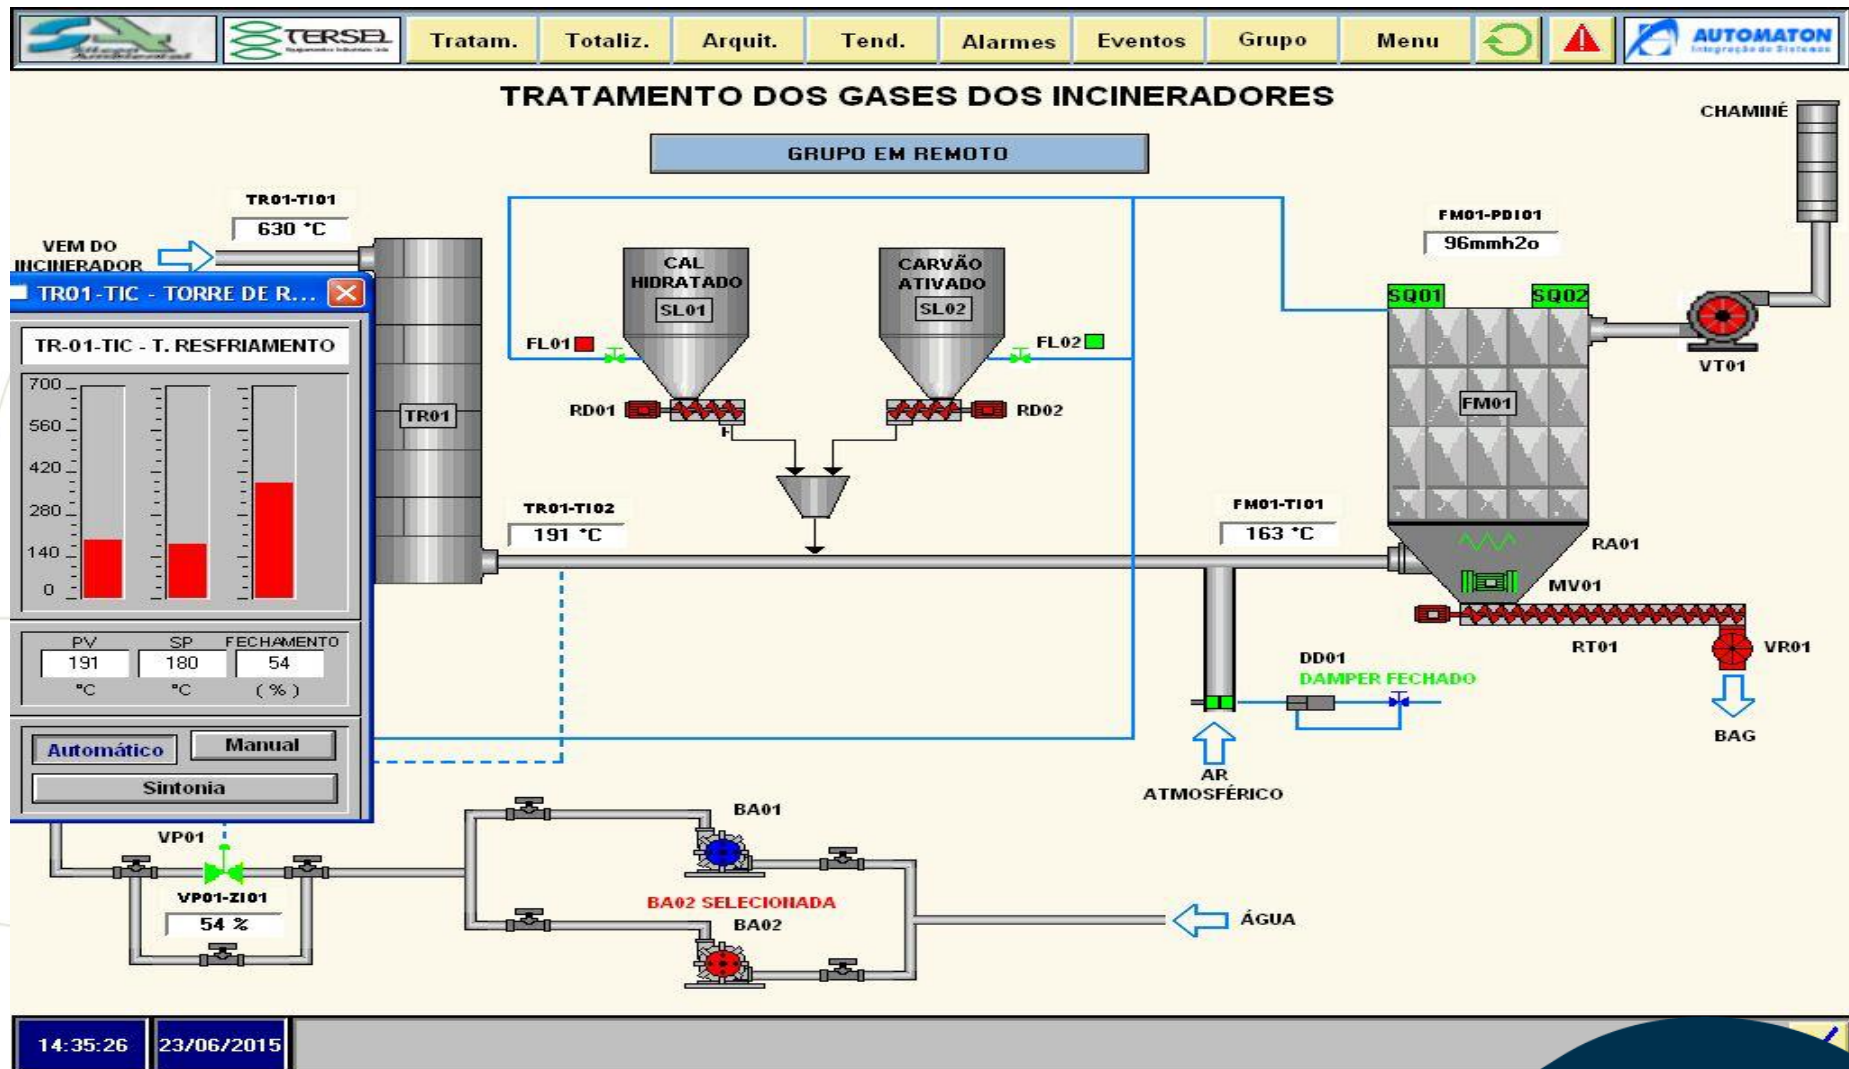 TERSEL
Tratam.
Totaliz.
Arquit.
Tend.
Alarmes
Eventos
Grupo
Menu
AUTOMATON
Integração de Sistemas
TRATAMENTO DOS GASES DOS INCINERADORES
GRUPO EM REMOTO
CHAMINÉ
TR01-TI01
630 °C
VEM DO
INCINERADOR
FM01-PDI01
96mmh2o
CAL
HIDRATADO
SL01
CARVÃO
ATIVADO
SL02
SQ01
SQ02
FL01
FL02
VT01
RD01
RD02
TR01
FM01
TR01-TIC - TORRE DE R...
TR-01-TIC - T. RESFRIAMENTO
700
560
420
280
140
0
PV
SP
FECHAMENTO
191
180
54
°C
°C
( % )
Automático
Manual
Sintonia
TR01-TI02
191 °C
FM01-TI01
163 °C
RA01
MV01
RT01
VR01
DD01
DAMPER FECHADO
BAG
AR
ATMOSFÉRICO
VP01
VP01-ZI01
54 %
BA01
BA02 SELECIONADA
BA02
ÁGUA
14:35:26
23/06/2015